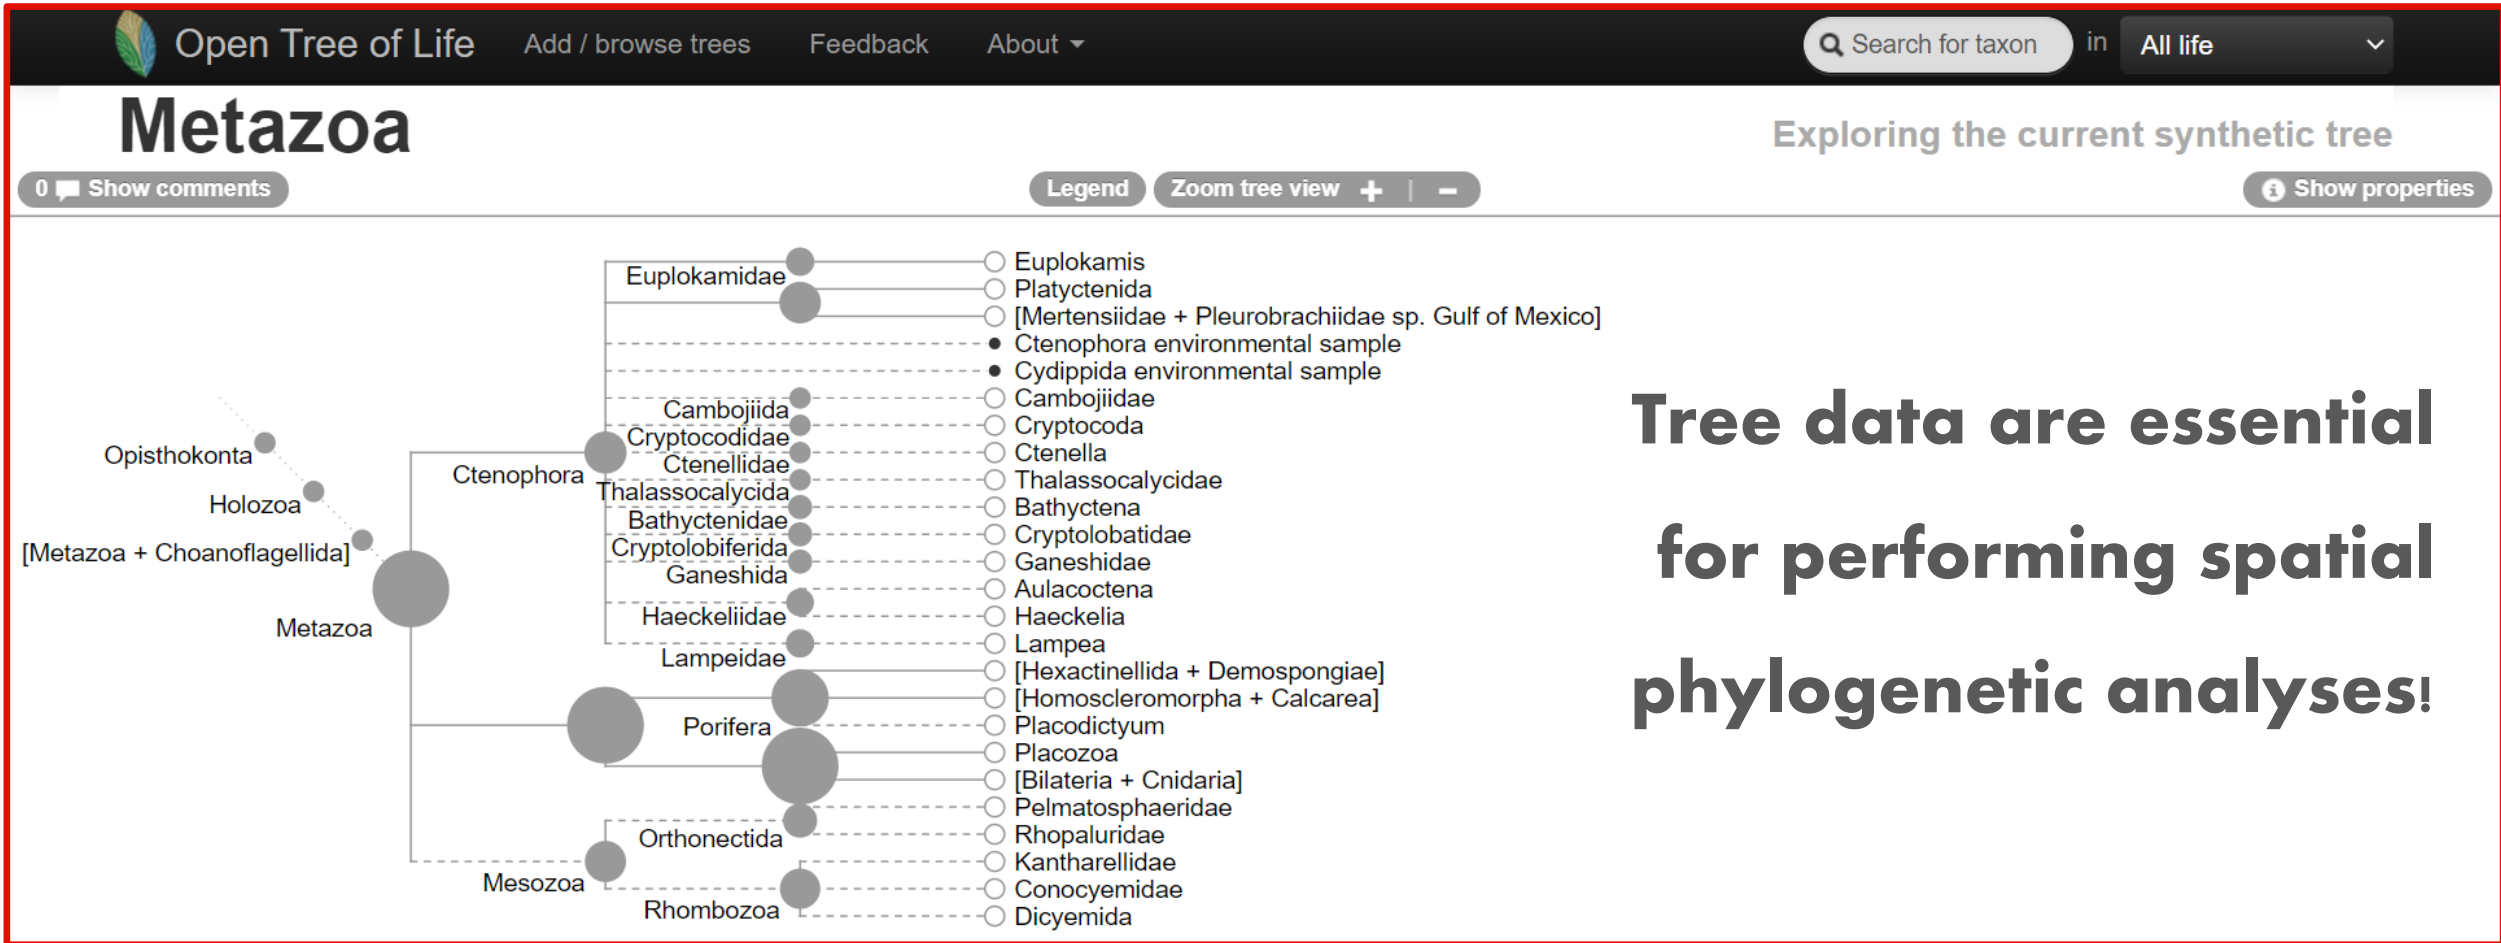 Open Tree of Life Add / browse trees Feedback About Search for taxon in All life
Metazoa
Exploring the current synthetic tree
0 Show comments Legend Zoom tree view + | − Show properties
Euplokamis
Euplokamidae
Platyctenida
[Mertensiidae + Pleurobrachiidae sp. Gulf of Mexico]
Ctenophora environmental sample
Cydippida environmental sample
Cambojiidae
Cambojiida
Cryptocoda
Cryptocodidae
Ctenella
Ctenellidae
Thalassocalycidae
Thalassocalycida
Bathyctena
Bathyctenidae
Cryptolobatidae
Cryptolobiferida
Ganeshidae
Ganeshida
Aulacoctena
Haeckelia
Haeckeliidae
Lampea
Lampeidae
[Hexactinellida + Demospongiae]
[Homoscleromorpha + Calcarea]
Porifera
Placodictyum
Placozoa
[Bilateria + Cnidaria]
Pelmatosphaeridae
Rhopaluridae
Orthonectida
Kantharellidae
Conocyemidae
Rhombozoa
Dicyemida
Opisthokonta
Ctenophora
Holozoa
[Metazoa + Choanoflagellida]
Metazoa
Mesozoa
Tree data are essential
for performing spatial
phylogenetic analyses!